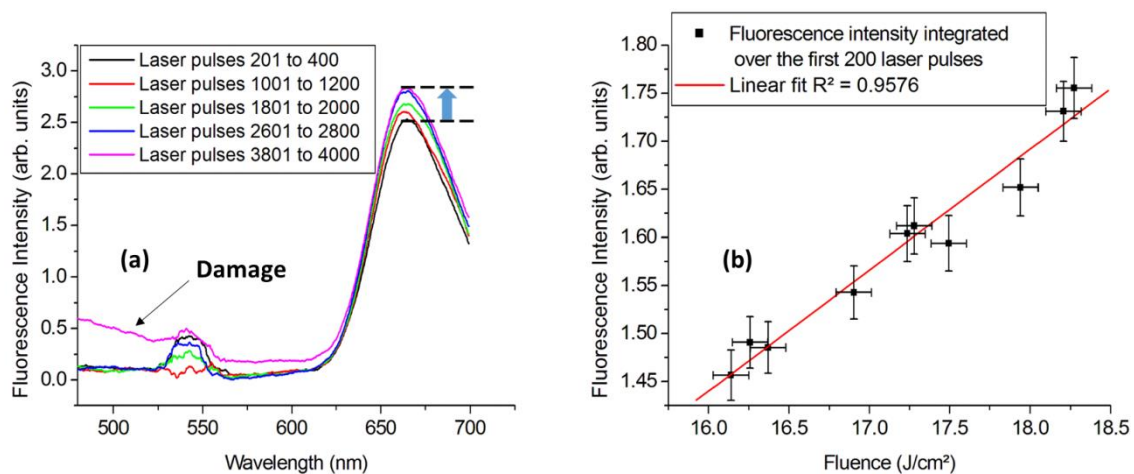 Laser pulses 201 to 400
Laser pulses 1001 to 1200
Laser pulses 1801 to 2000
Laser pulses 2601 to 2800
Laser pulses 3801 to 4000
3.0
2.5
2.0
1.5
1.0
0.5
0.0
Fluorescence Intensity (arb. units)
(a)
Damage
500
550
600
650
700
Wavelength (nm)
Fluorescence intensity integrated
over the first 200 laser pulses
Linear fit R² = 0.9576
1.80
1.75
1.70
1.65
1.60
1.55
1.50
1.45
Fluorescence Intensity (arb. units)
(b)
16.0
16.5
17.0
17.5
18.0
18.5
Fluence (J/cm²)